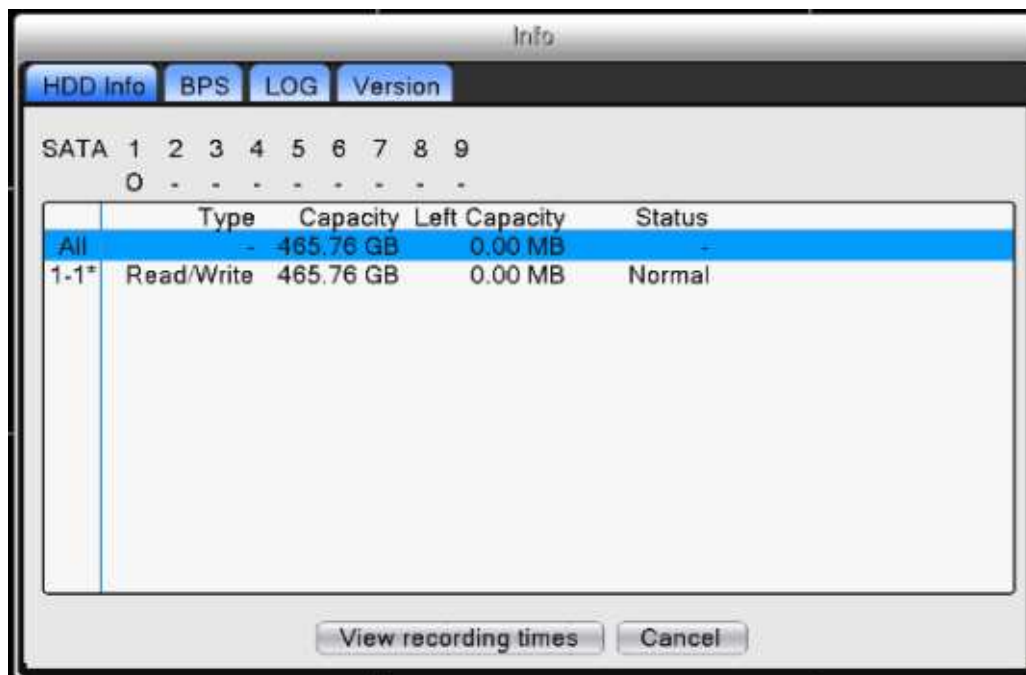 Info
HDD Info BPS LOG Version
SATA 1 2 3 4 5 6 7 8 9
O - - - - - - - -
Type Capacity Left Capacity Status
All - 465.76 GB 0.00 MB -
1-1* Read/Write 465.76 GB 0.00 MB Normal
View recording times Cancel